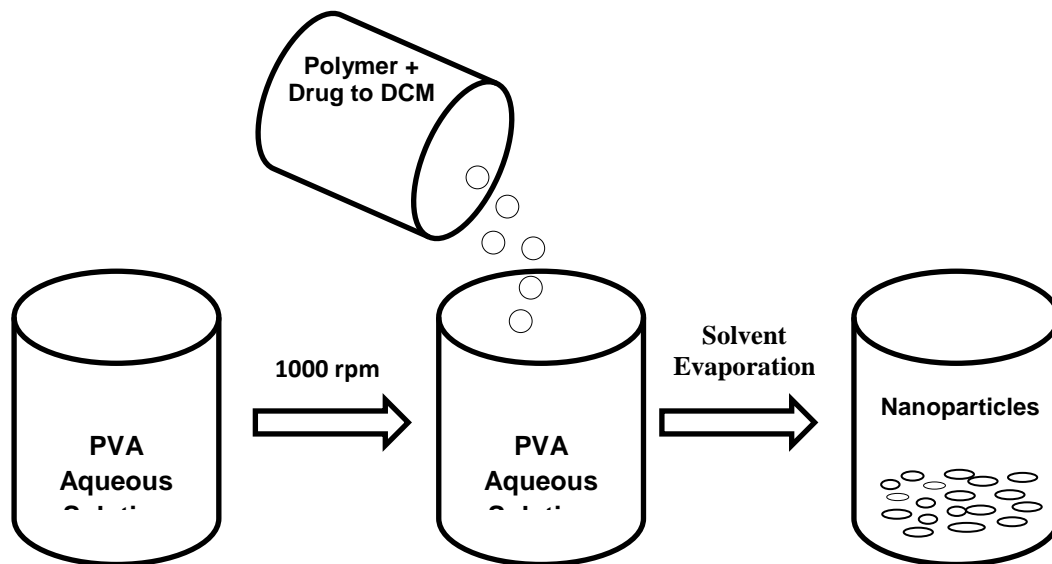 Polymer +
Drug to DCM
1000 rpm
Solvent
Evaporation
PVA
Aqueous
PVA
Aqueous
Nanoparticles